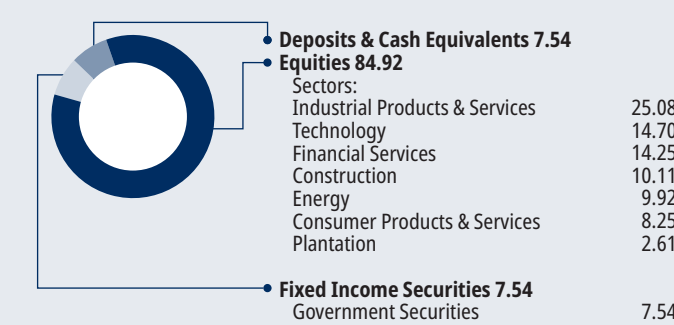 Deposits & Cash Equivalents 7.54
Equities 84.92
Sectors:
Industrial Products & Services 25.08
Technology 14.70
Financial Services 14.25
Construction 10.11
Energy 9.92
Consumer Products & Services 8.25
Plantation 2.61
Fixed Income Securities 7.54
Government Securities 7.54